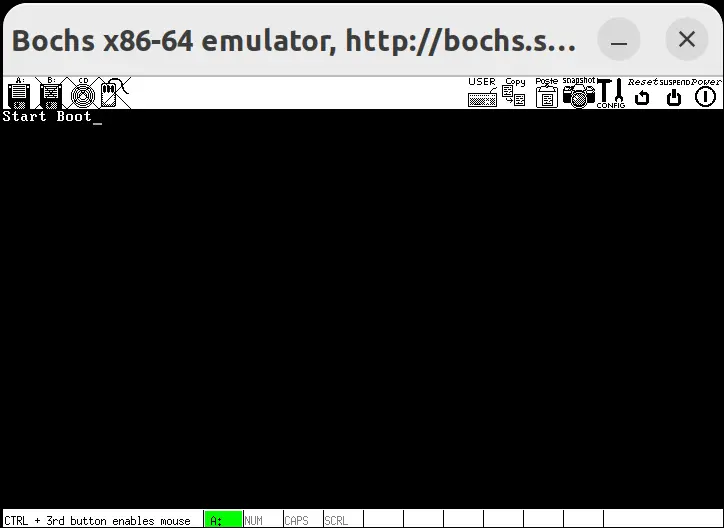 Bochs x86-64 emulator, http://bochs.s...
A: B: CD
USER Copy Paste snapshot CONFIG Reset SUSPEND Power
Start Boot_
CTRL + 3rd button enables mouse A: NUM CAPS SCRL